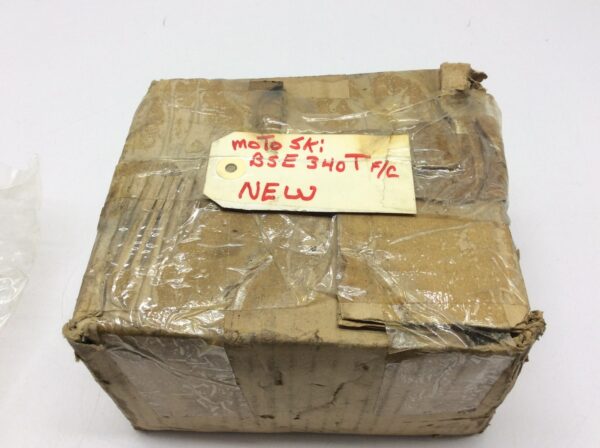 moTo Ski
BSE 340T F/C
NEW